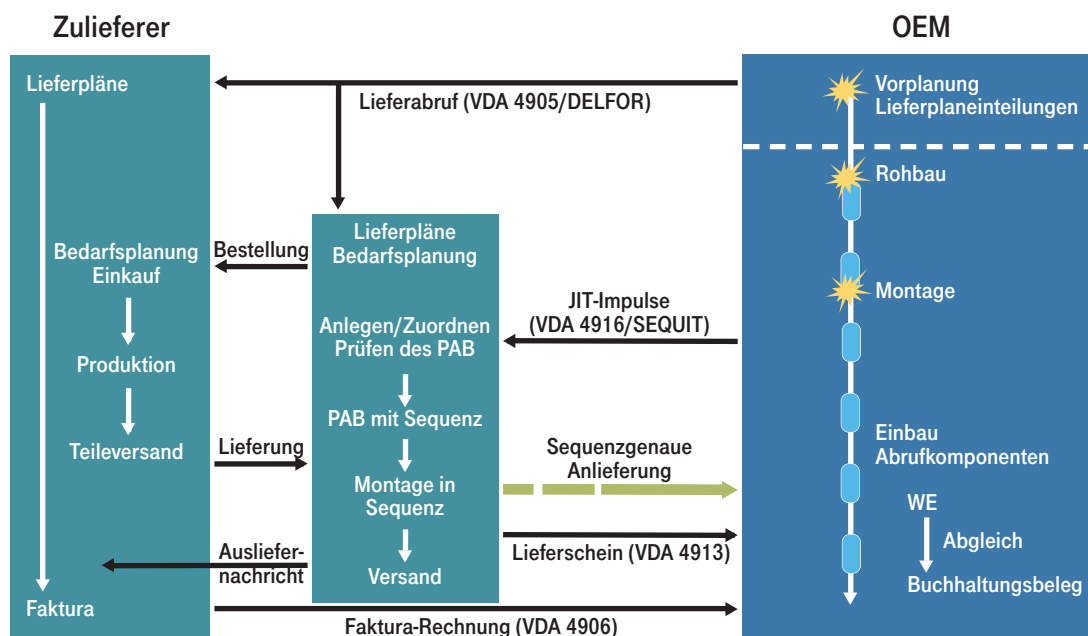 Zulieferer
OEM
Lieferpläne
Lieferabruf (VDA 4905/DELFOR)
Vorplanung
Lieferplaneinteilungen
Rohbau
Bedarfsplanung
Einkauf
Bestellung
Lieferpläne
Bedarfsplanung
JIT-Impulse
(VDA 4916/SEQUIT)
Montage
Anlegen/Zuordnen
Prüfen des PAB
Produktion
PAB mit Sequenz
Teileversand
Lieferung
Sequenzgenaue
Anlieferung
Einbau
Abrufkomponenten
Montage in
Sequenz
WE
Lieferschein (VDA 4913)
Abgleich
Ausliefer-
nachricht
Versand
Buchhaltungsbeleg
Faktura
Faktura-Rechnung (VDA 4906)